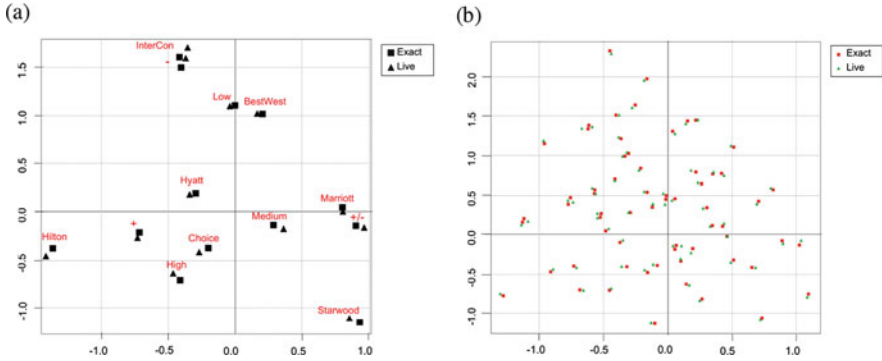 (a)
InterCon
-
Low
BestWest
Hyatt
Marriott
+/-
+
Medium
Hilton
Choice
High
Starwood
1.5
1.0
0.5
0.0
-0.5
-1.0
-1.0
-0.5
0.0
0.5
1.0
Exact
Live
(b)
2.0
1.5
1.0
0.5
0.0
-0.5
-1.0
-1.0
-0.5
0.0
0.5
1.0
Exact
Live